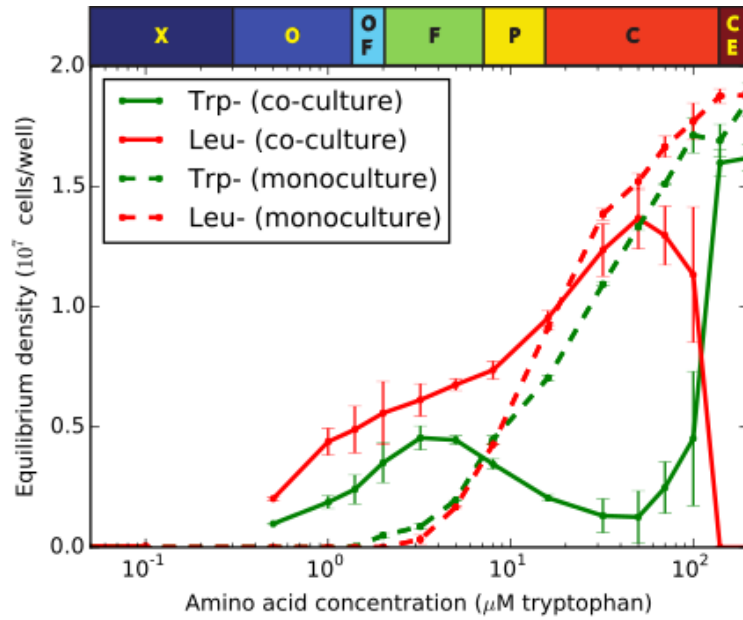 X O O F F P C C E
2.0
1.5
1.0
0.5
0.0
Trp- (co-culture)
Leu- (co-culture)
Trp- (monoculture)
Leu- (monoculture)
Equilibrium density (10⁷ cells/well)
10⁻¹ 10⁰ 10¹ 10²
Amino acid concentration (μM tryptophan)